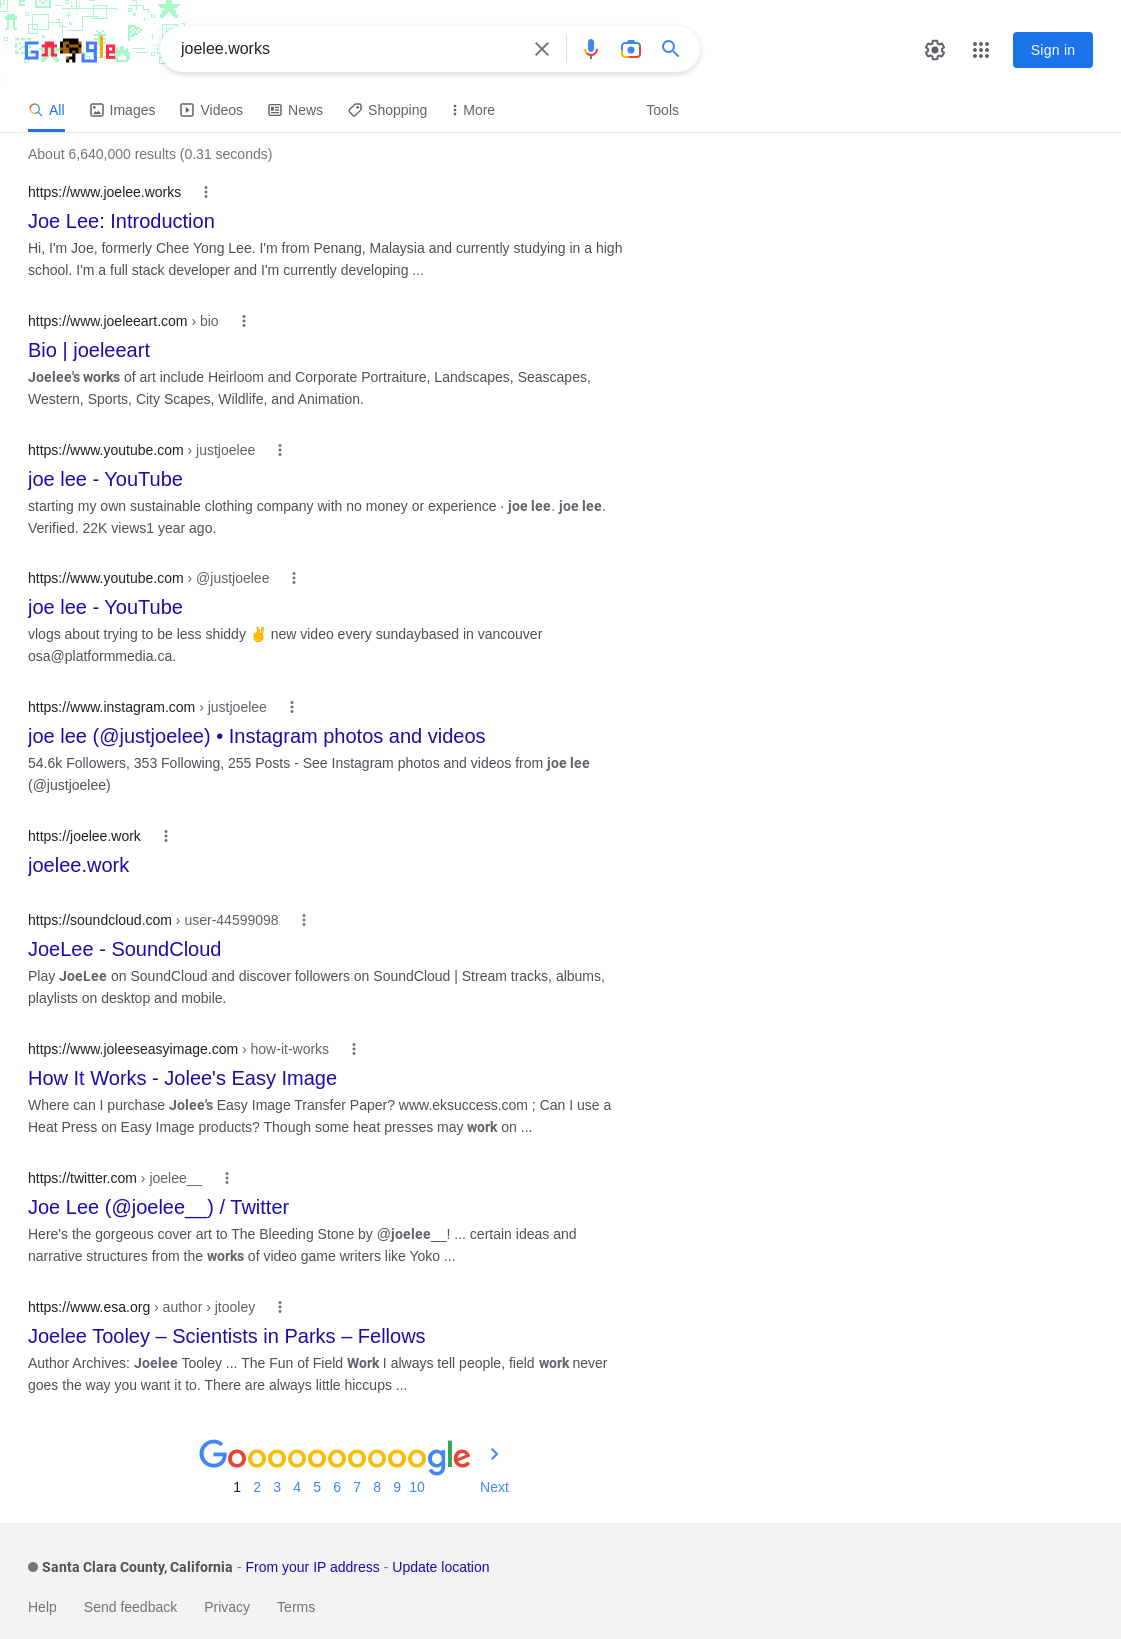 Google
joelee.works
Sign in
All
Images
Videos
News
Shopping
More
Tools
About 6,640,000 results (0.31 seconds)
https://www.joelee.works
Joe Lee: Introduction
Hi, I'm Joe, formerly Chee Yong Lee. I'm from Penang, Malaysia and currently studying in a high
school. I'm a full stack developer and I'm currently developing ...
https://www.joeleeart.com › bio
Bio | joeleeart
Joelee's works of art include Heirloom and Corporate Portraiture, Landscapes, Seascapes,
Western, Sports, City Scapes, Wildlife, and Animation.
https://www.youtube.com › justjoelee
joe lee - YouTube
starting my own sustainable clothing company with no money or experience · joe lee. joe lee.
Verified. 22K views1 year ago.
https://www.youtube.com › @justjoelee
joe lee - YouTube
vlogs about trying to be less shiddy ✌️ new video every sundaybased in vancouver
osa@platformmedia.ca.
https://www.instagram.com › justjoelee
joe lee (@justjoelee) • Instagram photos and videos
54.6k Followers, 353 Following, 255 Posts - See Instagram photos and videos from joe lee
(@justjoelee)
https://joelee.work
joelee.work
https://soundcloud.com › user-44599098
JoeLee - SoundCloud
Play JoeLee on SoundCloud and discover followers on SoundCloud | Stream tracks, albums,
playlists on desktop and mobile.
https://www.joleeseasyimage.com › how-it-works
How It Works - Jolee's Easy Image
Where can I purchase Jolee's Easy Image Transfer Paper? www.eksuccess.com ; Can I use a
Heat Press on Easy Image products? Though some heat presses may work on ...
https://twitter.com › joelee__
Joe Lee (@joelee__) / Twitter
Here's the gorgeous cover art to The Bleeding Stone by @joelee__! ... certain ideas and
narrative structures from the works of video game writers like Yoko ...
https://www.esa.org › author › jtooley
Joelee Tooley – Scientists in Parks – Fellows
Author Archives: Joelee Tooley ... The Fun of Field Work I always tell people, field work never
goes the way you want it to. There are always little hiccups ...
Goooooooooogle
1 2 3 4 5 6 7 8 9 10 Next
Santa Clara County, California - From your IP address - Update location
Help Send feedback Privacy Terms